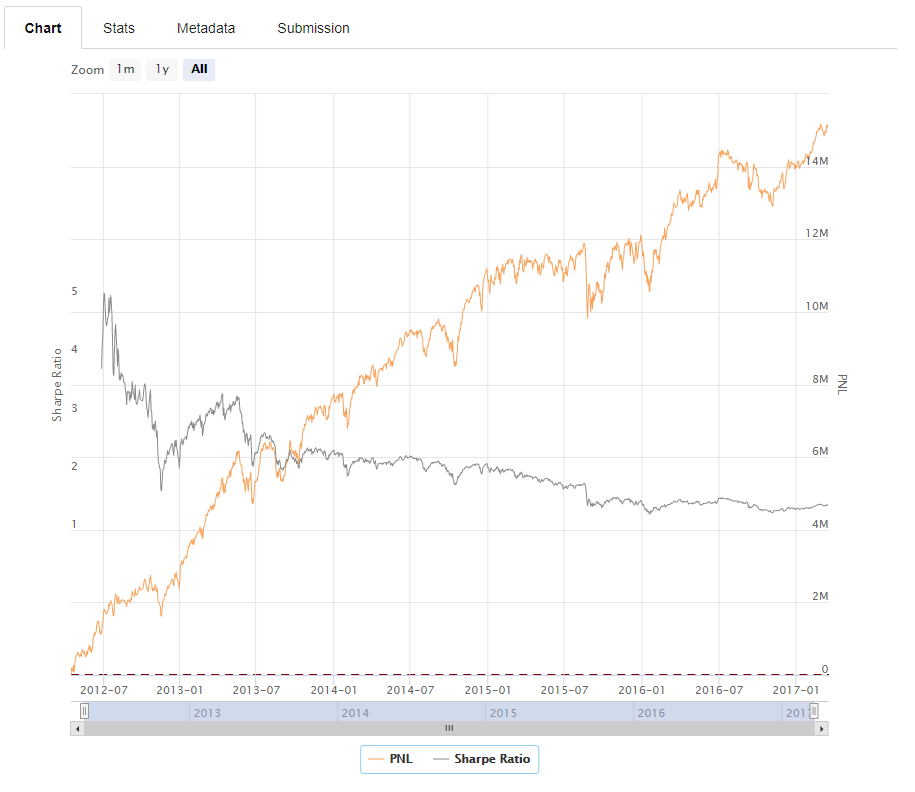 Chart Stats Metadata Submission
Zoom 1m 1y All
14M
12M
5
10M
4
Sharpe Ratio
8M
PNL
3
6M
2
1
4M
2M
0
2012-07 2013-01 2013-07 2014-01 2014-07 2015-01 2015-07 2016-01 2016-07 2017-01
2013 2014 2015 2016
PNL Sharpe Ratio